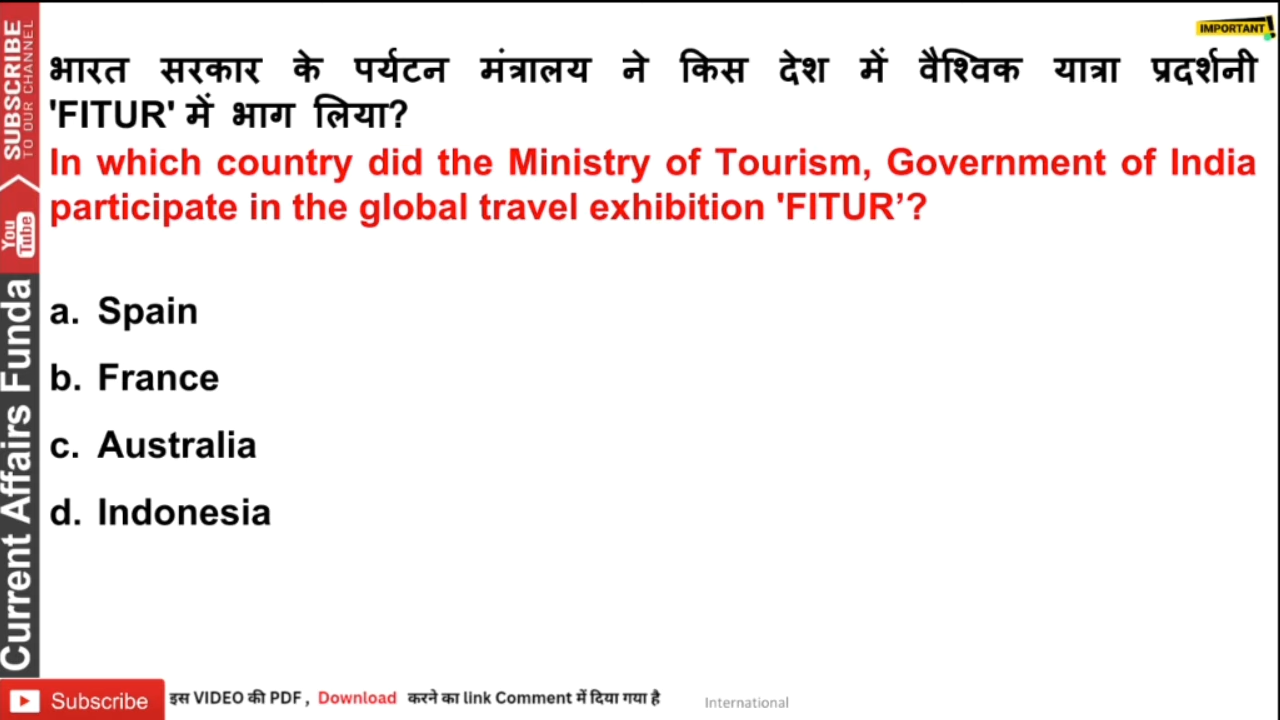 IMPORTANT!
भारत सरकार के पर्यटन मंत्रालय ने किस देश में वैश्विक यात्रा प्रदर्शनी
'FITUR' में भाग लिया?
In which country did the Ministry of Tourism, Government of India
participate in the global travel exhibition 'FITUR’?
a. Spain
b. France
c. Australia
d. Indonesia
SUBSCRIBE
TO OUR CHANNEL
You Tube
Current Affairs Funda
Subscribe
इस VIDEO की PDF , Download करने का link Comment में दिया गया है
International